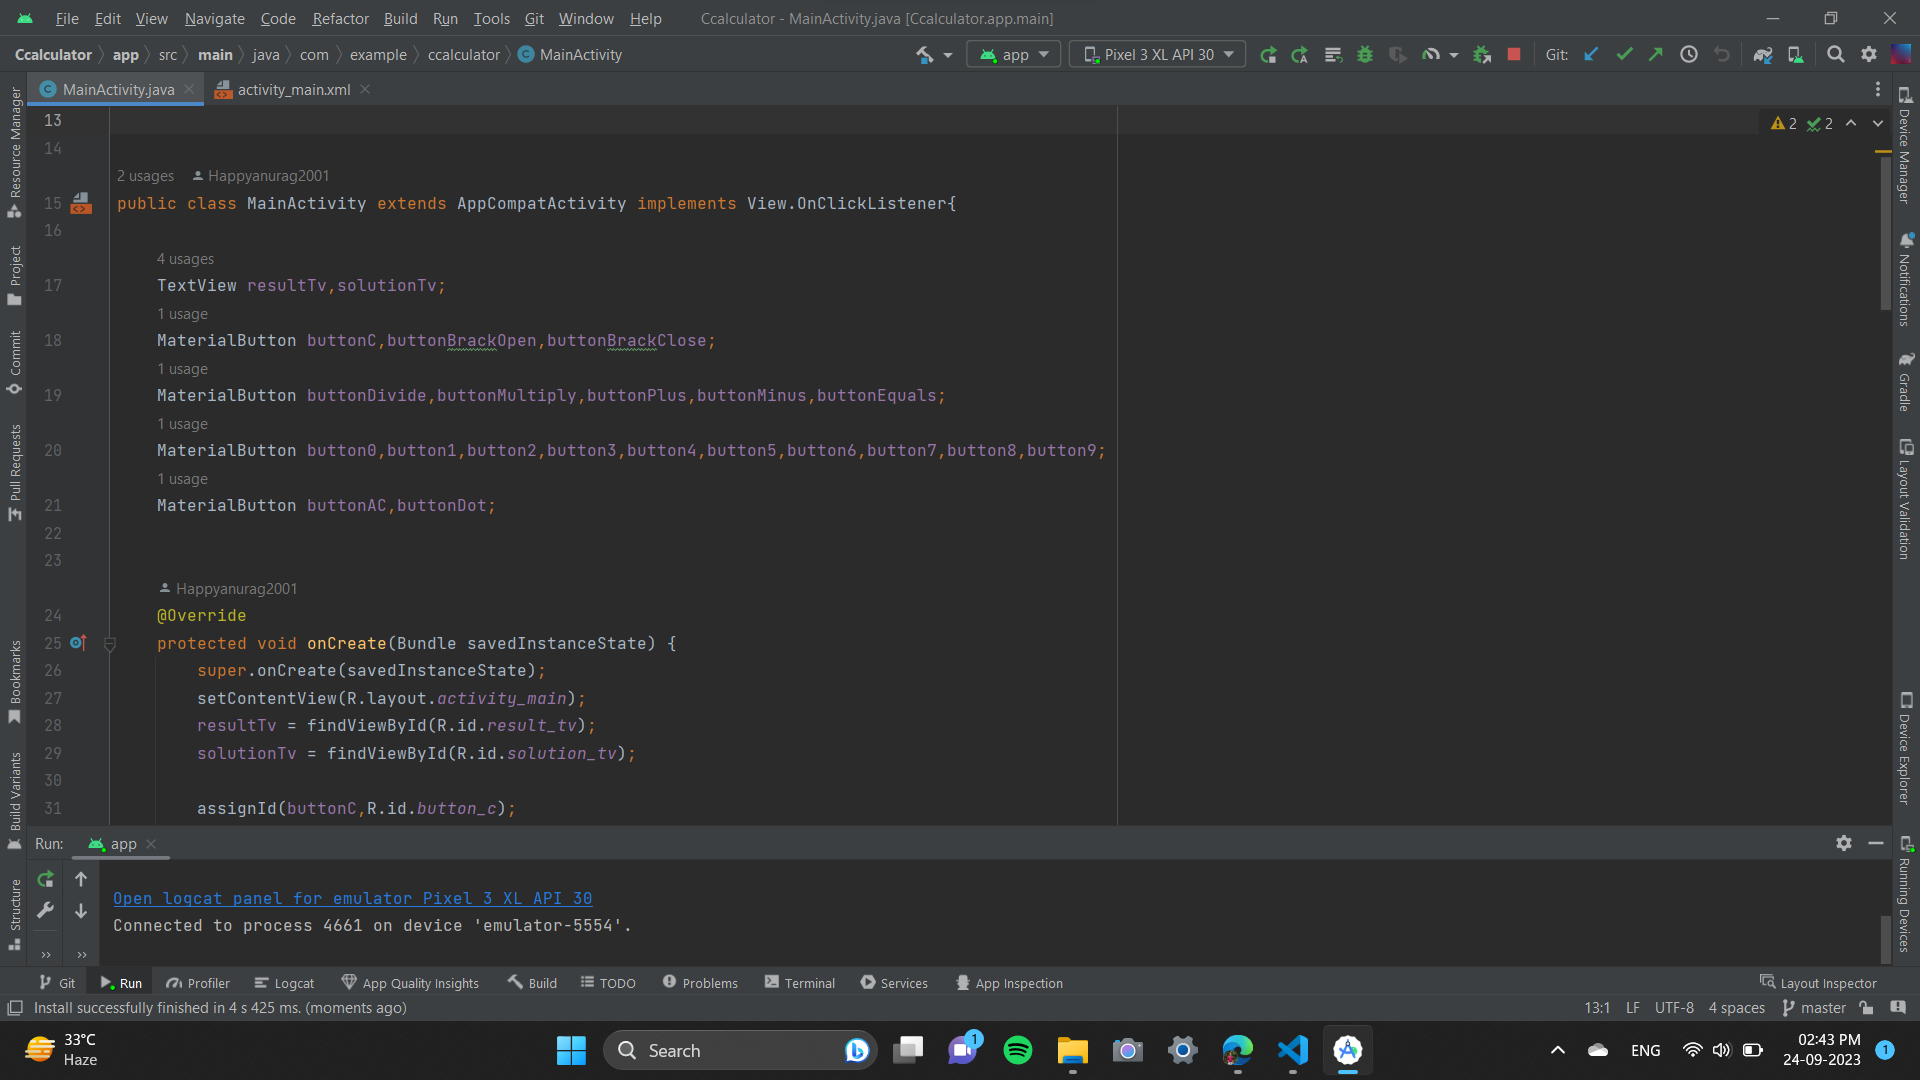 File Edit View Navigate Code Refactor Build Run Tools Git Window Help Ccalculator - MainActivity.java [Ccalculator.app.main]
Ccalculator app src main java com example ccalculator MainActivity app Pixel 3 XL API 30 Git:
MainActivity.java activity_main.xml
Resource Manager
Project
Commit
Pull Requests
Bookmarks
Build Variants
Structure
13
2 2
14
2 usages Happyanurag2001
15 public class MainActivity extends AppCompatActivity implements View.OnClickListener{
16
4 usages
17 TextView resultTv,solutionTv;
1 usage
18 MaterialButton buttonC,buttonBrackOpen,buttonBrackClose;
1 usage
19 MaterialButton buttonDivide,buttonMultiply,buttonPlus,buttonMinus,buttonEquals;
1 usage
20 MaterialButton button0,button1,button2,button3,button4,button5,button6,button7,button8,button9;
1 usage
21 MaterialButton buttonAC,buttonDot;
22
23
Happyanurag2001
24 @Override
25 protected void onCreate(Bundle savedInstanceState) {
26 super.onCreate(savedInstanceState);
27 setContentView(R.layout.activity_main);
28 resultTv = findViewById(R.id.result_tv);
29 solutionTv = findViewById(R.id.solution_tv);
30
31 assignId(buttonC,R.id.button_c);
Device Manager
Notifications
Gradle
Layout Validation
Device Explorer
Running Devices
Run: app
Open logcat panel for emulator Pixel 3 XL API 30
Connected to process 4661 on device 'emulator-5554'.
Git Run Profiler Logcat App Quality Insights Build TODO Problems Terminal Services App Inspection Layout Inspector
Install successfully finished in 4 s 425 ms. (moments ago) 13:1 LF UTF-8 4 spaces master
33°C
Haze
Search
1
ENG
02:43 PM
24-09-2023
1